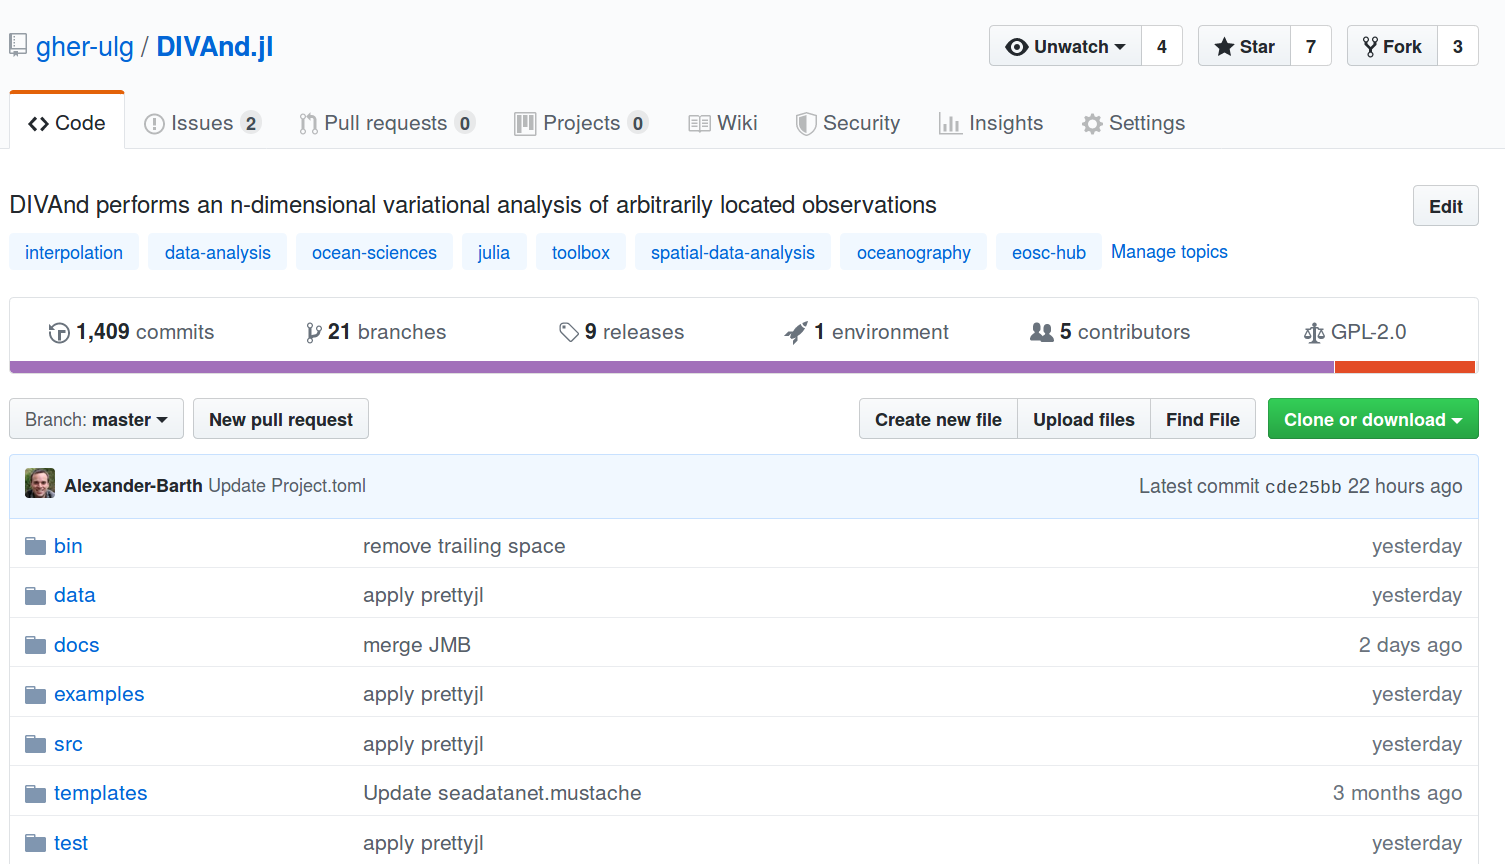 gher-ulg / DIVAnd.jl
Unwatch 4 Star 7 Fork 3
Code Issues 2 Pull requests 0 Projects 0 Wiki Security Insights Settings
DIVAnd performs an n-dimensional variational analysis of arbitrarily located observations
Edit
interpolation data-analysis ocean-sciences julia toolbox spatial-data-analysis oceanography eosc-hub Manage topics
1,409 commits 21 branches 9 releases 1 environment 5 contributors GPL-2.0
Branch: master New pull request Create new file Upload files Find File Clone or download
Alexander-Barth Update Project.toml Latest commit cde25bb 22 hours ago
bin remove trailing space yesterday
data apply prettyjl yesterday
docs merge JMB 2 days ago
examples apply prettyjl yesterday
src apply prettyjl yesterday
templates Update seadatanet.mustache 3 months ago
test apply prettyjl yesterday